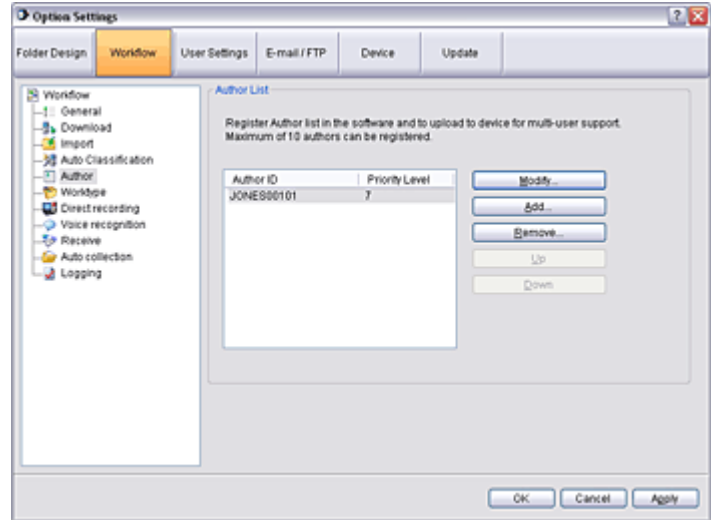 Option Settings
Folder Design
Workflow
User Settings
E-mail / FTP
Device
Update
Workflow
General
Download
Import
Auto Classification
Author
Worktype
Direct recording
Voice recognition
Receive
Auto collection
Logging
Author List
Register Author list in the software and to upload to device for multi-user support.
Maximum of 10 authors can be registered.
Author ID Priority Level
JONES00101 7
Modify...
Add...
Remove...
Up
Down
OK Cancel Apply